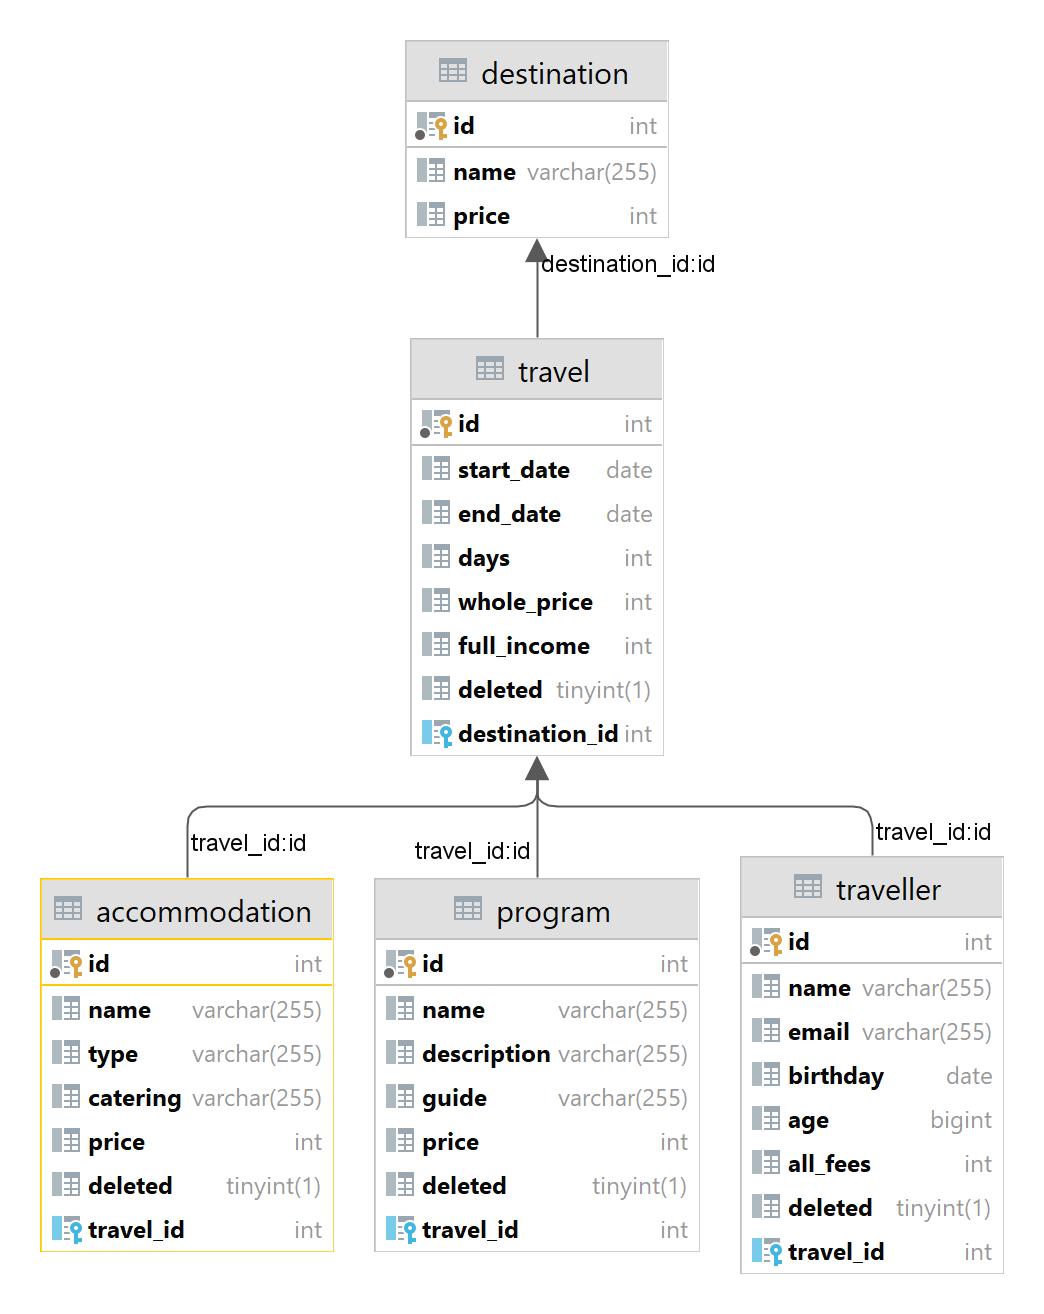 destination
id int
name varchar(255)
price int
destination_id:id
travel
id int
start_date date
end_date date
days int
whole_price int
full_income int
deleted tinyint(1)
destination_id int
travel_id:id
travel_id:id
travel_id:id
accommodation
id int
name varchar(255)
type varchar(255)
catering varchar(255)
price int
deleted tinyint(1)
travel_id int
program
id int
name varchar(255)
description varchar(255)
guide varchar(255)
price int
deleted tinyint(1)
travel_id int
traveller
id int
name varchar(255)
email varchar(255)
birthday date
age bigint
all_fees int
deleted tinyint(1)
travel_id int